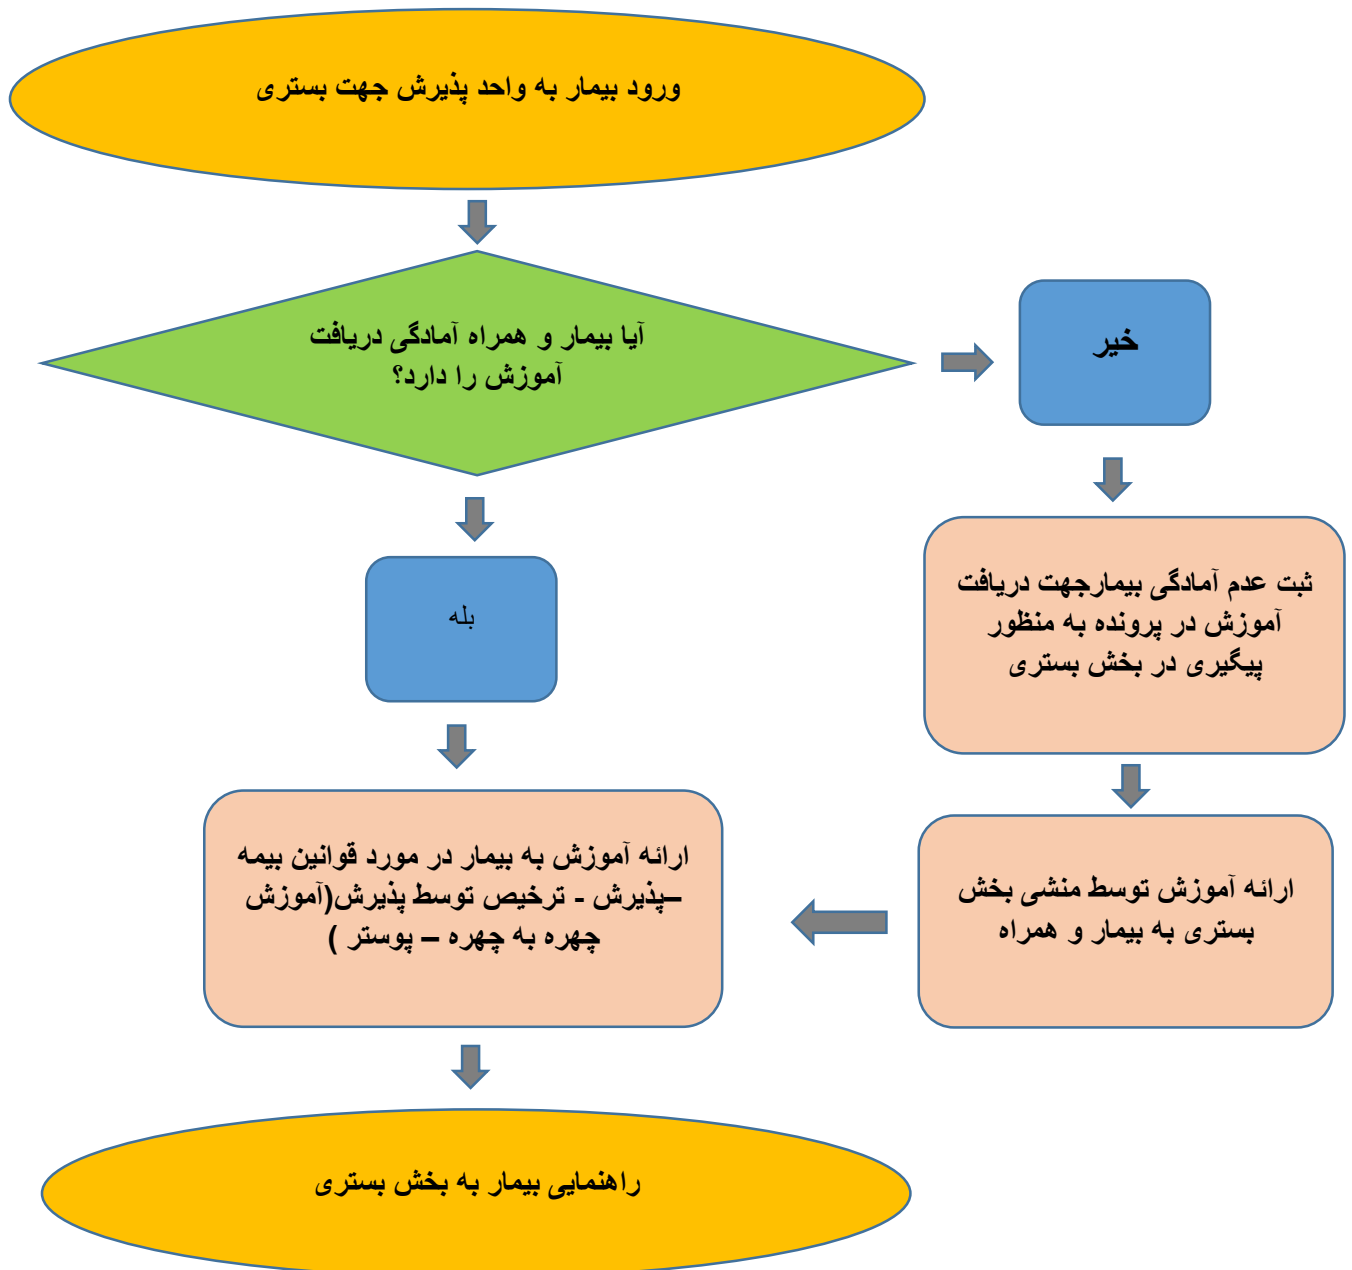 ورود بیمار به واحد پذیرش جهت بستری
آیا بیمار و همراه آمادگی دریافت
آموزش را دارد؟
خیر
ثبت عدم آمادگی بیمارجهت دریافت
آموزش در پرونده به منظور
پیگیری در بخش بستری
بله
ارائه آموزش به بیمار در مورد قوانین بیمه
–پذیرش - ترخیص توسط پذیرش(آموزش
چهره به چهره – پوستر )
ارائه آموزش توسط منشی بخش
بستری به بیمار و همراه
راهنمایی بیمار به بخش بستری